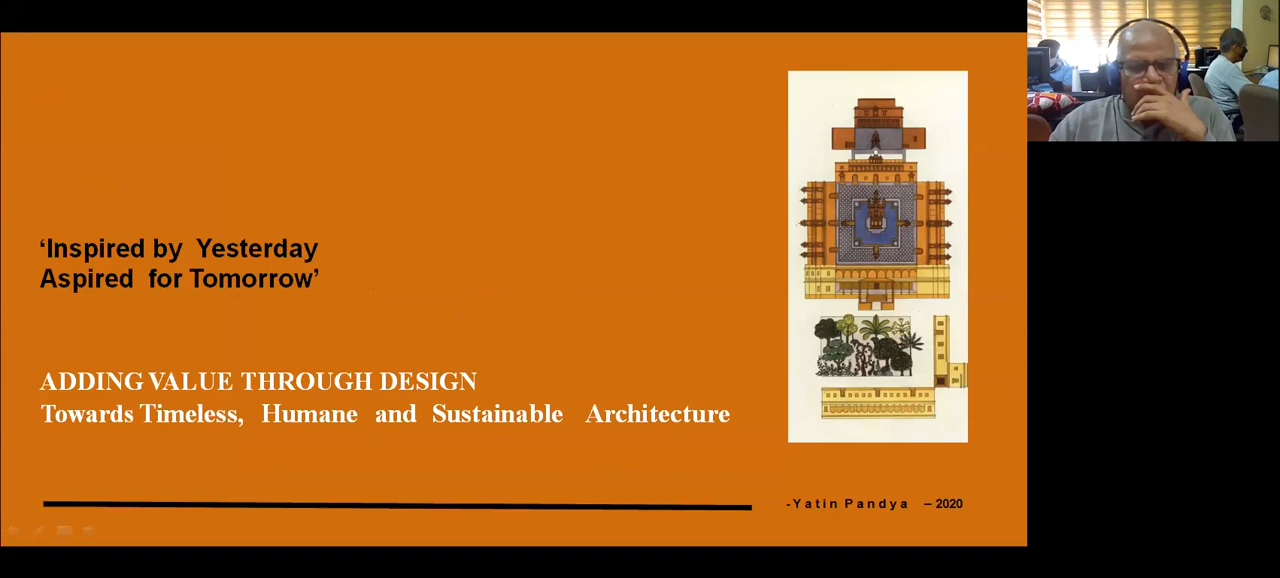 ‘Inspired by Yesterday
Aspired for Tomorrow’
ADDING VALUE THROUGH DESIGN
Towards Timeless, Humane and Sustainable Architecture
-Yatin Pandya – 2020